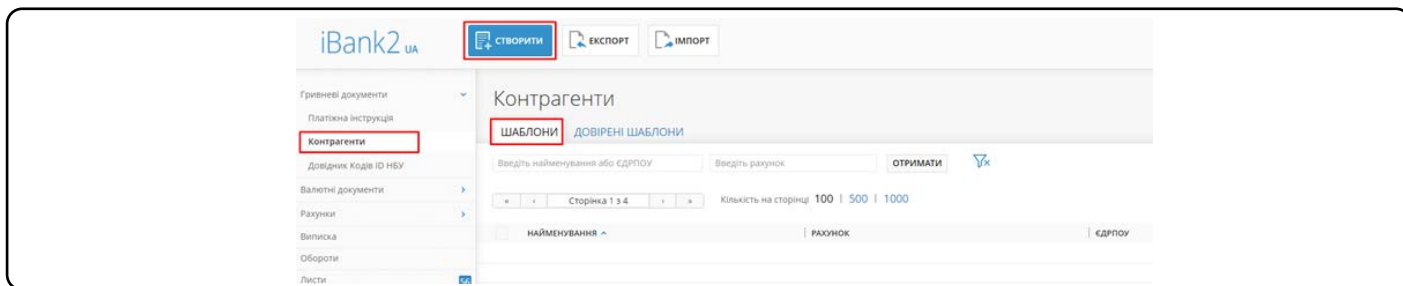 iBank2 UA
СТВОРИТИ ЕКСПОРТ ІМПОРТ
Гривневі документи
Платіжна інструкція
Контрагенти
Довідник Кодів ID НБУ
Валютні документи
Рахунки
Виписка
Обороти
Листи
Контрагенти
ШАБЛОНИ ДОВІРЕНІ ШАБЛОНИ
Введіть найменування або ЄДРПОУ Введіть рахунок ОТРИМАТИ
« ‹ Сторінка 1 з 4 › » Кількість на сторінці 100 | 500 | 1000
НАЙМЕНУВАННЯ РАХУНОК ЄДРПОУ